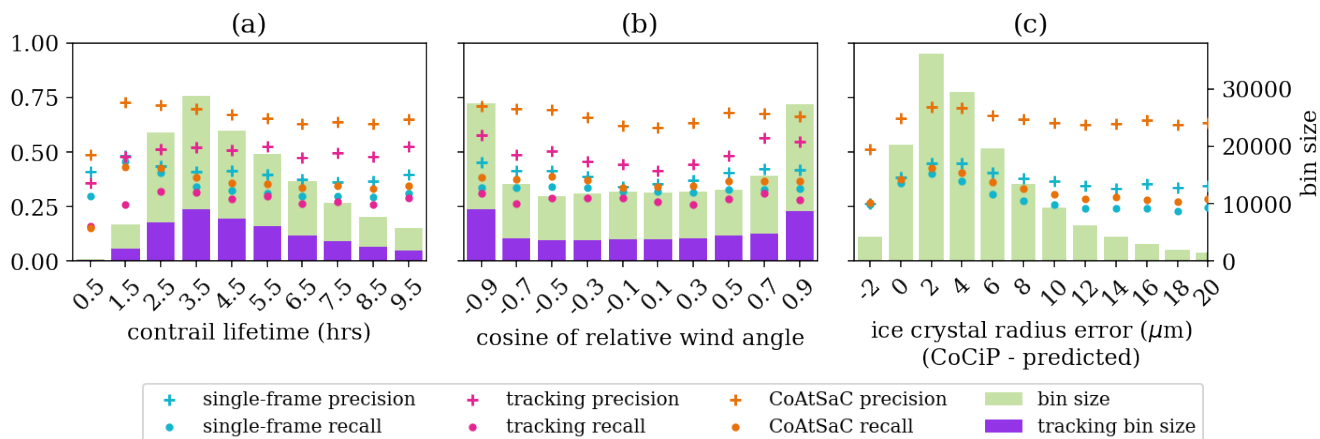 (a) (b) (c)
1.00
0.75
0.50
0.25
0.00
30000
20000
10000
0
bin size
0.5 1.5 2.5 3.5 4.5 5.5 6.5 7.5 8.5 9.5
-0.9 -0.7 -0.5 -0.3 -0.1 0.1 0.3 0.5 0.7 0.9
-2 0 2 4 6 8 10 12 14 16 18 20
contrail lifetime (hrs)
cosine of relative wind angle
ice crystal radius error (μm)
(CoCiP - predicted)
single-frame precision tracking precision CoAtSaC precision bin size
single-frame recall tracking recall CoAtSaC recall tracking bin size